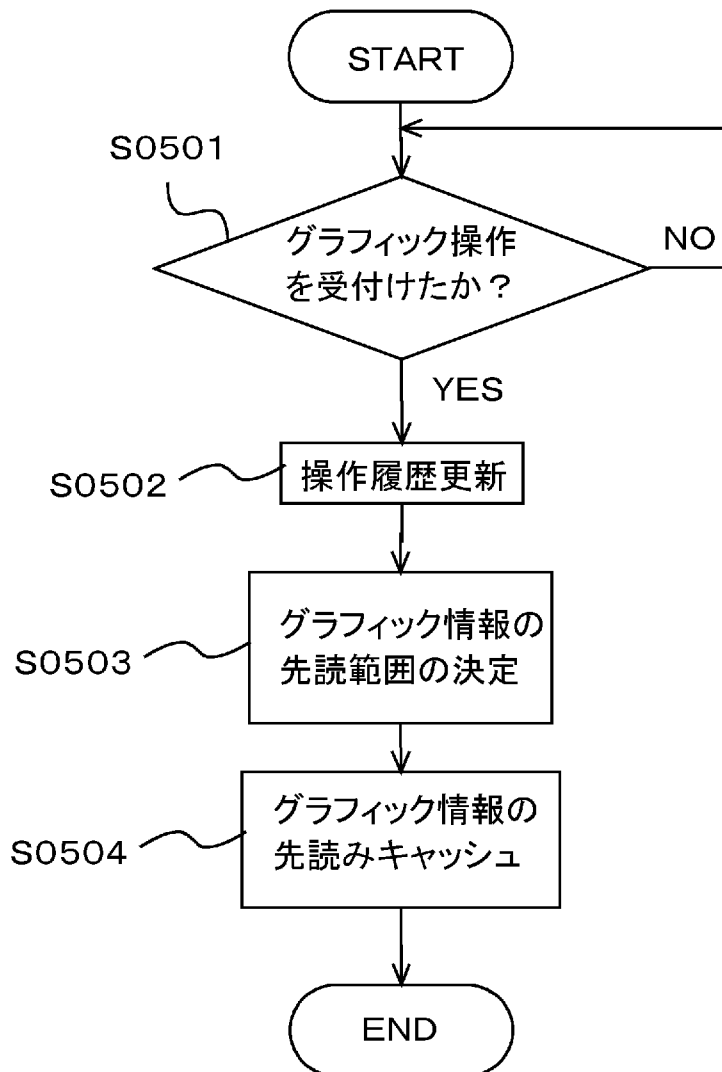 START
S0501
グラフィック操作
を受付けたか？
NO
YES
S0502
操作履歴更新
S0503
グラフィック情報の
先読範囲の決定
S0504
グラフィック情報の
先読みキャッシュ
END